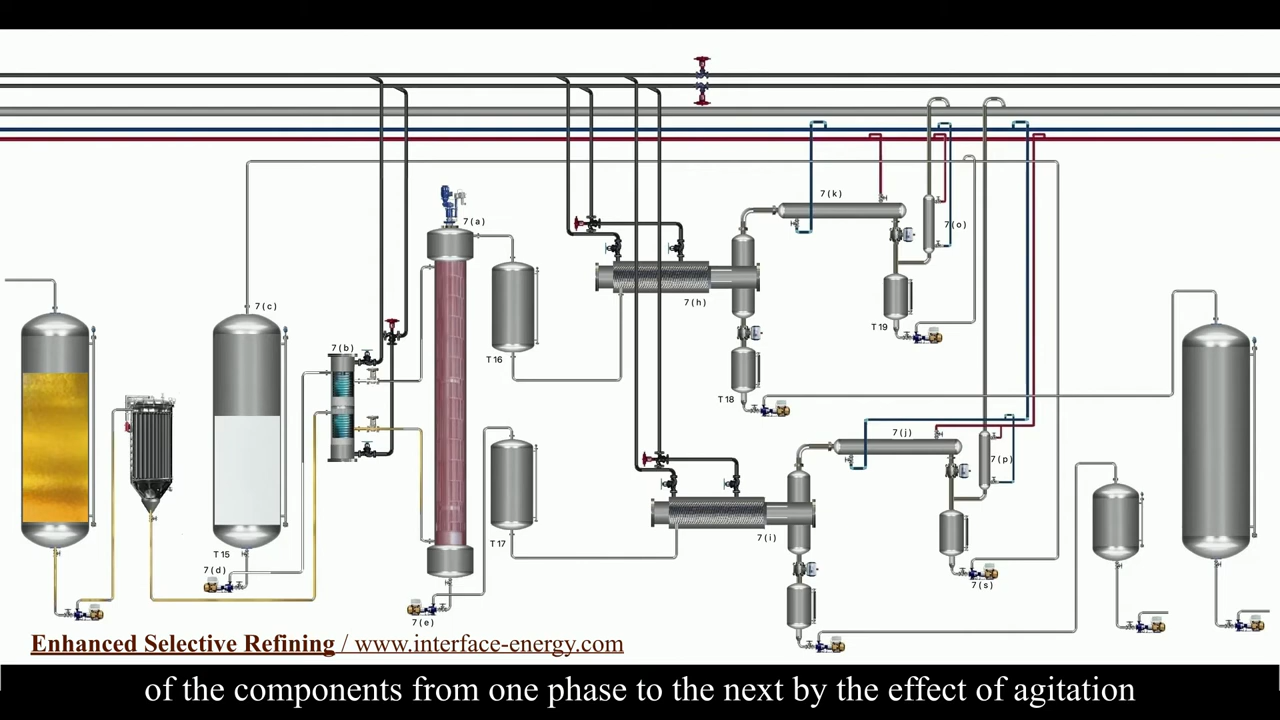 7(k)
7(a)
7(o)
7(h)
7(c)
T19
7(b)
T16
T18
7(j)
7(p)
7(i)
T17
T15
7(d)
7(s)
7(e)
Enhanced Selective Refining / www.interface-energy.com
of the components from one phase to the next by the effect of agitation